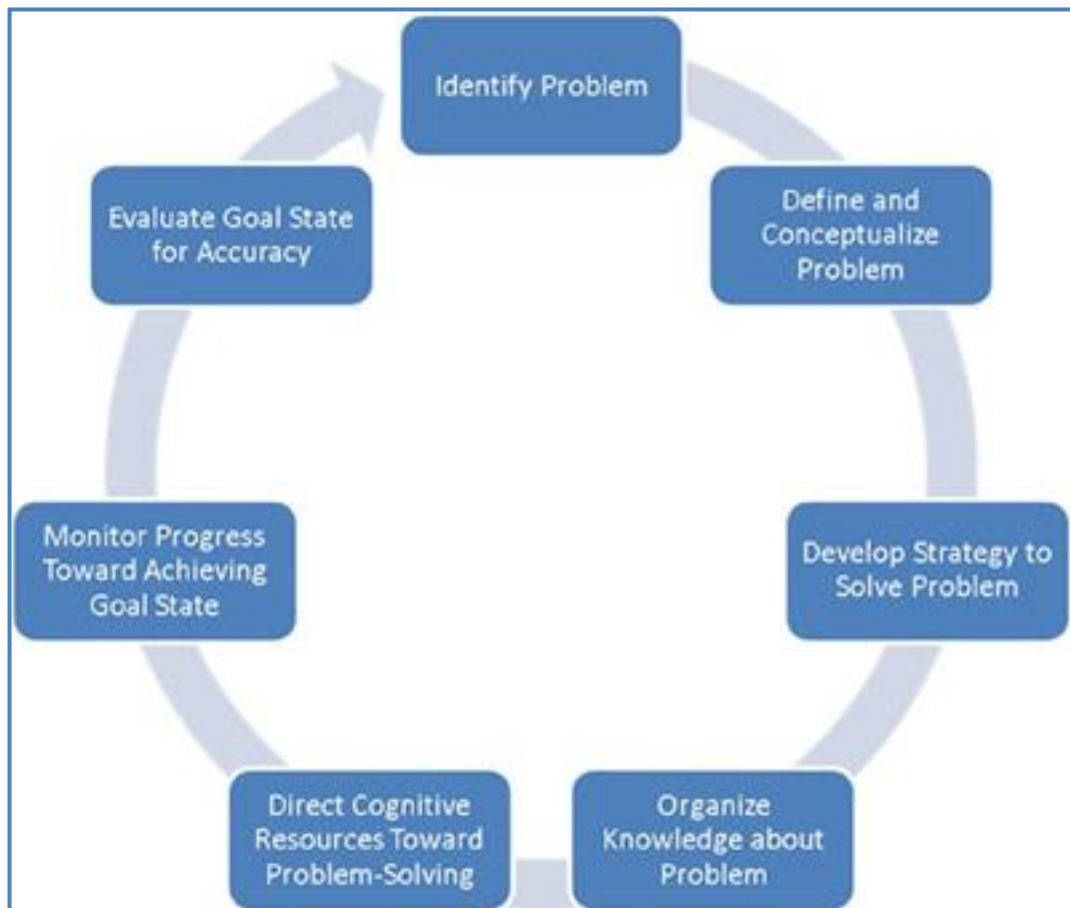 Identify Problem
Define and
Conceptualize
Problem
Develop Strategy to
Solve Problem
Organize
Knowledge about
Problem
Direct Cognitive
Resources Toward
Problem-Solving
Monitor Progress
Toward Achieving
Goal State
Evaluate Goal State
for Accuracy